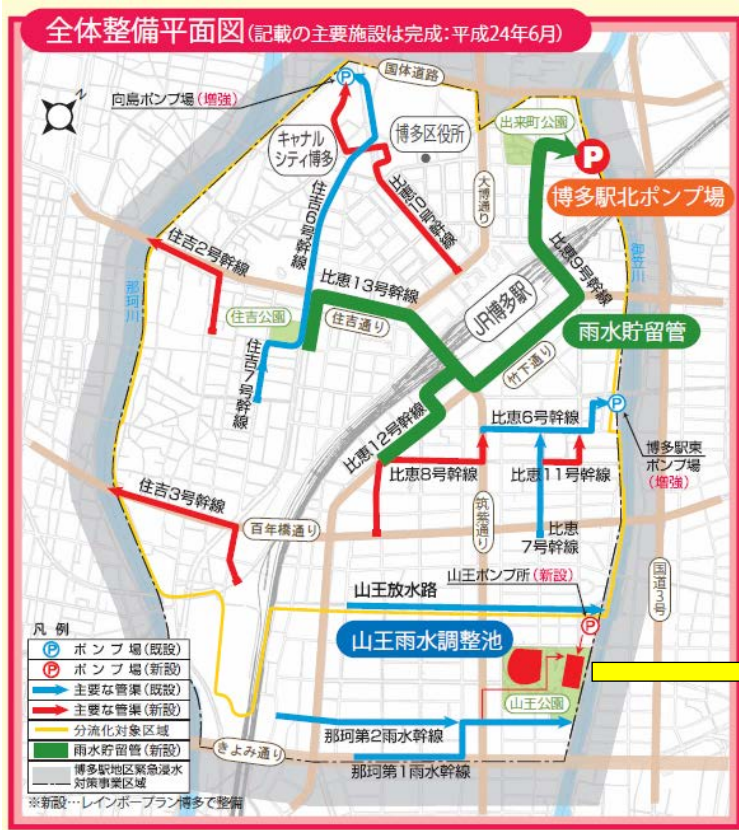 全体整備平面図(記載の主要施設は完成:平成24年6月)
国体道路
向島ポンプ場(増強)
N
キャナル
シティ博多
博多区役所
出来町公園
P
博多駅北ポンプ場
大博通り
住吉6号幹線
比恵10号幹線
比恵9号幹線
御笠川
住吉2号幹線
比恵13号幹線
JR博多駅
那珂川
住吉公園
住吉通り
雨水貯留管
竹下通り
住吉7号幹線
比恵12号幹線
比恵6号幹線
博多駅東
ポンプ場
(増強)
比恵8号幹線
比恵11号幹線
住吉3号幹線
百年橋通り
筑紫通り
比恵
7号幹線
国道3号
山王ポンプ所(新設)
山王放水路
山王雨水調整池
山王公園
那珂第2雨水幹線
きよみ通り
那珂第1雨水幹線
凡例
P ポンプ場(既設)
P ポンプ場(新設)
主要な管渠(既設)
主要な管渠(新設)
分流化対象区域
雨水貯留管(新設)
博多駅地区緊急浸水
対策事業区域
※新設…レインボープラン博多で整備